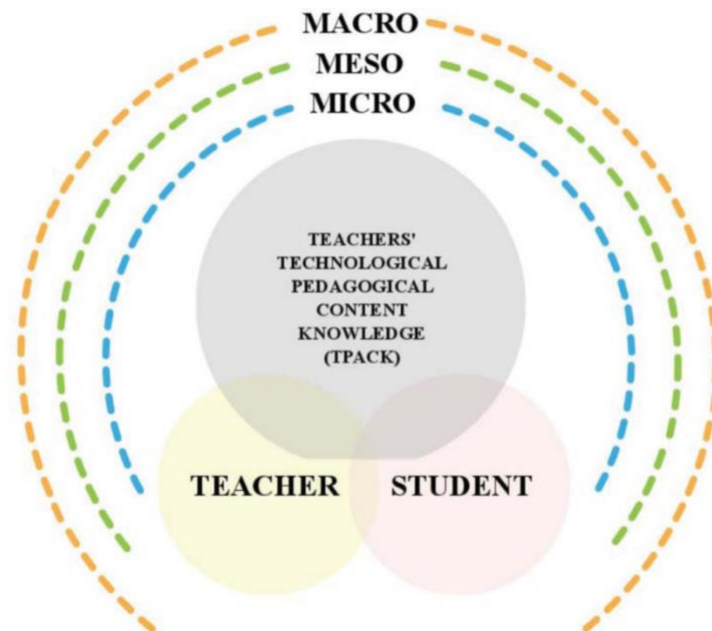 MACRO
MESO
MICRO
TEACHERS'
TECHNOLOGICAL
PEDAGOGICAL
CONTENT
KNOWLEDGE
(TPACK)
TEACHER STUDENT